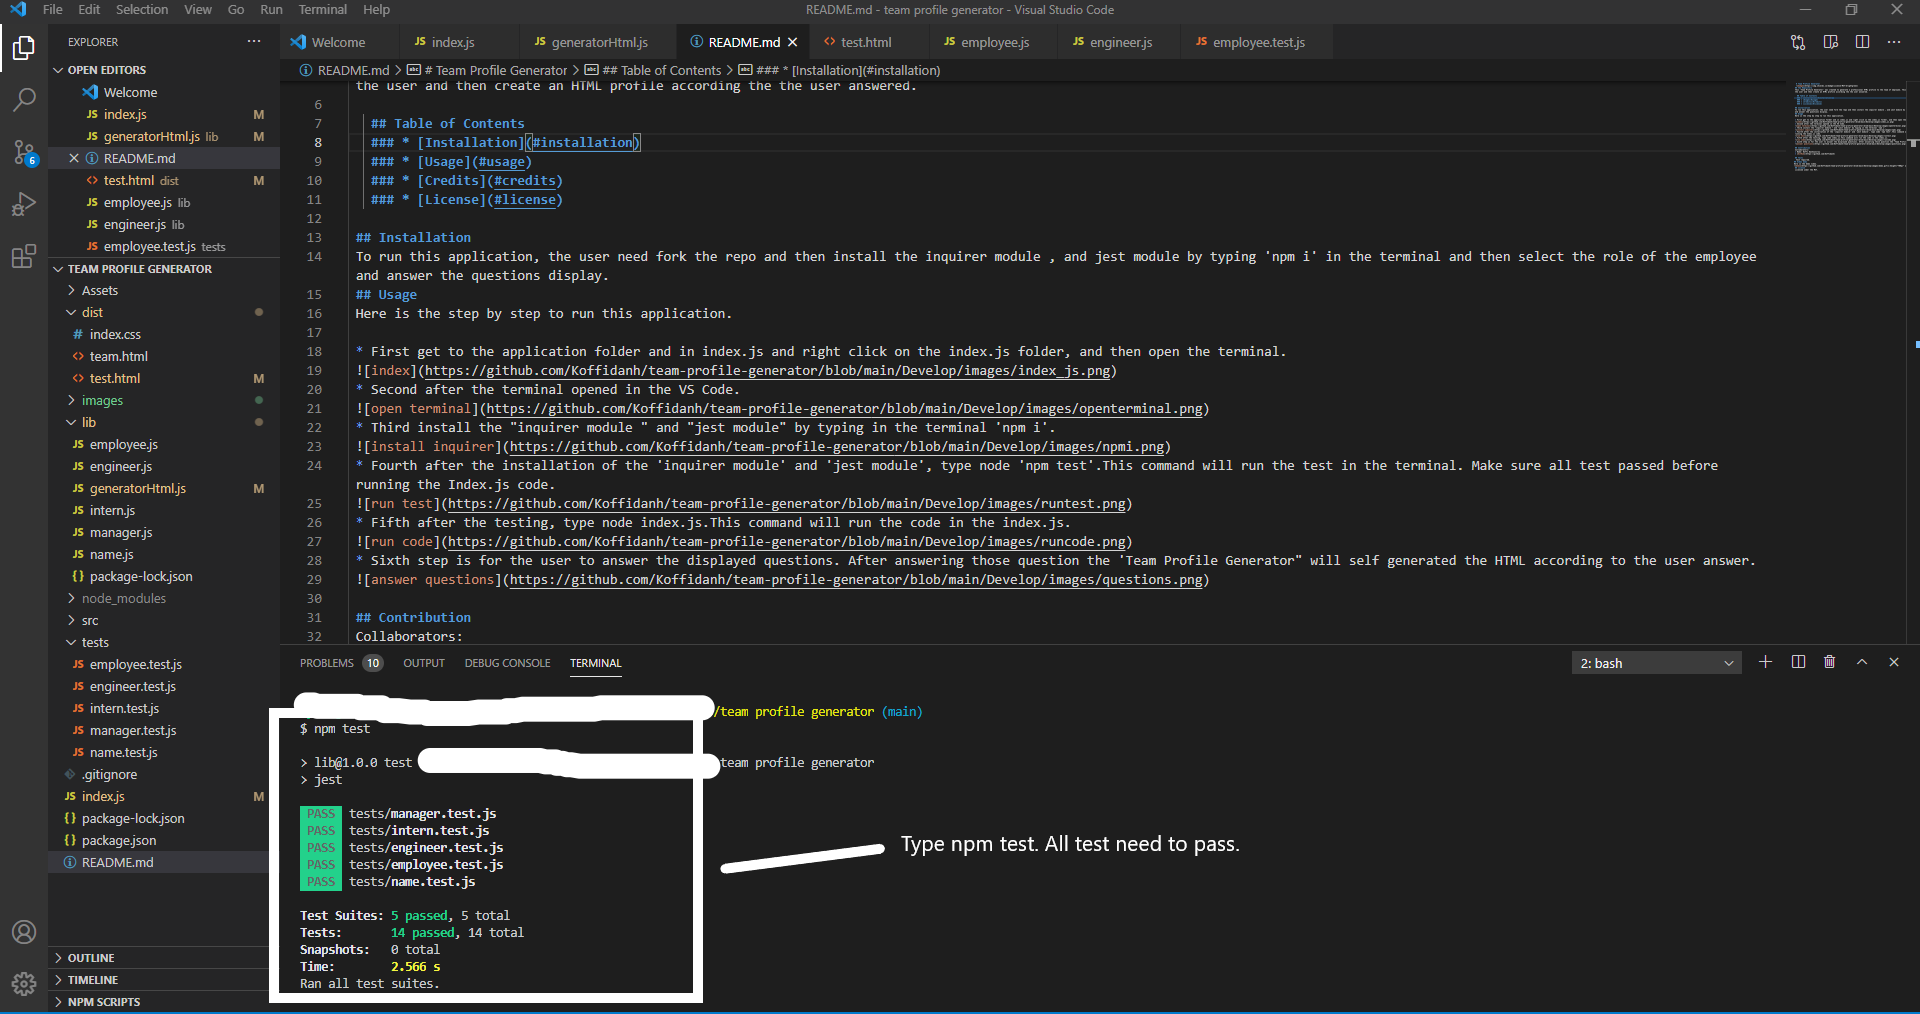 File Edit Selection View Go Run Terminal Help
README.md - team profile generator - Visual Studio Code
EXPLORER
Welcome
JS index.js
JS generatorHtml.js
README.md
<> test.html
JS employee.js
JS engineer.js
JS employee.test.js
README.md > # Team Profile Generator > ## Table of Contents > ### * [Installation](#installation)
OPEN EDITORS
Welcome
JS index.js M
JS generatorHtml.js lib M
README.md
<> test.html dist M
JS employee.js lib
JS engineer.js lib
JS employee.test.js tests
6
TEAM PROFILE GENERATOR
Assets
dist
# index.css
<> team.html
<> test.html M
images
lib
JS employee.js
JS engineer.js
JS generatorHtml.js M
JS intern.js
JS manager.js
JS name.js
{} package-lock.json
node_modules
src
tests
JS employee.test.js
JS engineer.test.js
JS intern.test.js
JS manager.test.js
JS name.test.js
.gitignore
JS index.js M
{} package-lock.json
{} package.json
README.md
OUTLINE
TIMELINE
NPM SCRIPTS
the user and then create an HTML profile according the the user answered.
6
7 ## Table of Contents
8 ### * [Installation](#installation)
9 ### * [Usage](#usage)
10 ### * [Credits](#credits)
11 ### * [License](#license)
12
13 ## Installation
14 To run this application, the user need fork the repo and then install the inquirer module , and jest module by typing 'npm i' in the terminal and then select the role of the employee
and answer the questions display.
15 ## Usage
16 Here is the step by step to run this application.
17
18 * First get to the application folder and in index.js and right click on the index.js folder, and then open the terminal.
19 ![index](https://github.com/Koffidanh/team-profile-generator/blob/main/Develop/images/index_js.png)
20 * Second after the terminal opened in the VS Code.
21 ![open terminal](https://github.com/Koffidanh/team-profile-generator/blob/main/Develop/images/openterminal.png)
22 * Third install the "inquirer module " and "jest module" by typing in the terminal 'npm i'.
23 ![install inquirer](https://github.com/Koffidanh/team-profile-generator/blob/main/Develop/images/npmi.png)
24 * Fourth after the installation of the 'inquirer module' and 'jest module', type node 'npm test'.This command will run the test in the terminal. Make sure all test passed before
running the Index.js code.
25 ![run test](https://github.com/Koffidanh/team-profile-generator/blob/main/Develop/images/runtest.png)
26 * Fifth after the testing, type node index.js.This command will run the code in the index.js.
27 ![run code](https://github.com/Koffidanh/team-profile-generator/blob/main/Develop/images/runcode.png)
28 * Sixth step is for the user to answer the displayed questions. After answering those question the 'Team Profile Generator" will self generated the HTML according to the user answer.
29 ![answer questions](https://github.com/Koffidanh/team-profile-generator/blob/main/Develop/images/questions.png)
30
31 ## Contribution
32 Collaborators:
PROBLEMS 10 OUTPUT DEBUG CONSOLE TERMINAL
2: bash
/team profile generator (main)
$ npm test
> lib@1.0.0 test team profile generator
> jest
PASS tests/manager.test.js
PASS tests/intern.test.js
PASS tests/engineer.test.js
PASS tests/employee.test.js
PASS tests/name.test.js
Test Suites: 5 passed, 5 total
Tests: 14 passed, 14 total
Snapshots: 0 total
Time: 2.566 s
Ran all test suites.
Type npm test. All test need to pass.